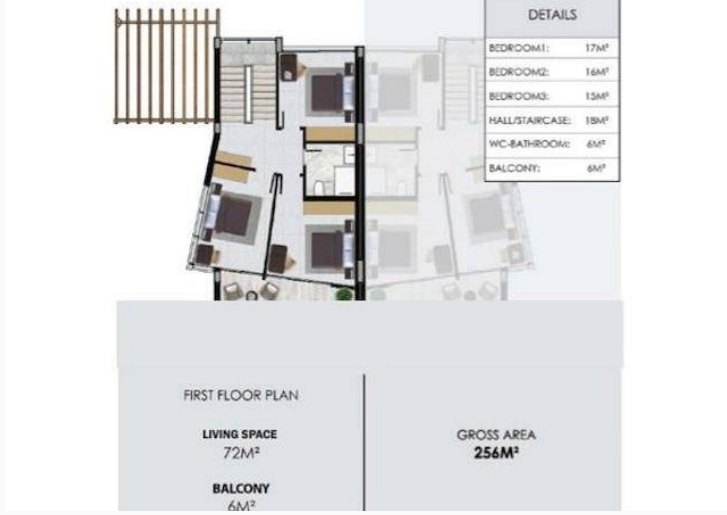 DETAILS
BEDROOM1: 17M²
BEDROOM2: 16M²
BEDROOM3: 15M²
HALL/STAIRCASE: 18M²
WC-BATHROOM: 6M²
BALCONY: 6M²
FIRST FLOOR PLAN
LIVING SPACE
72M²
BALCONY
6M²
GROSS AREA
256M²